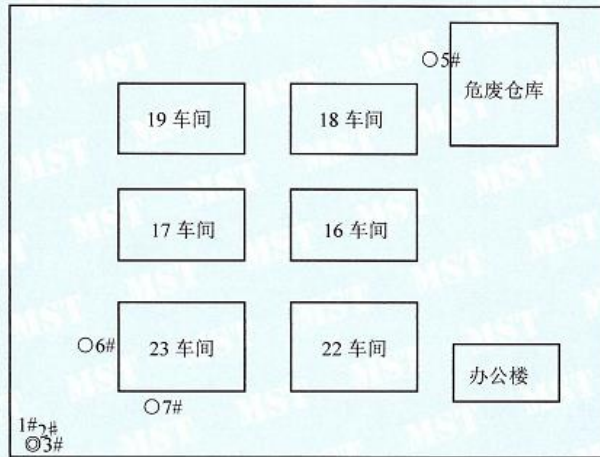 ○5#
危废仓库
19 车间
18 车间
17 车间
16 车间
○6#
23 车间
22 车间
○7#
办公楼
1#
2#
◎3#
MST